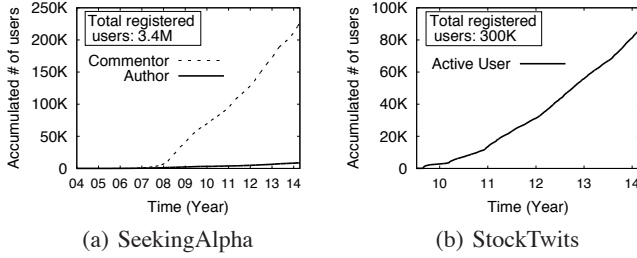 Accumulated # of users
250K
200K
150K
100K
50K
0
Total registered
users: 3.4M
Commentor
Author
04 05 06 07 08 09 10 11 12 13 14
Time (Year)
(a) SeekingAlpha
Accumulated # of users
100K
80K
60K
40K
20K
0
Total registered
users: 300K
Active User
10 11 12 13 14
Time (Year)
(b) StockTwits